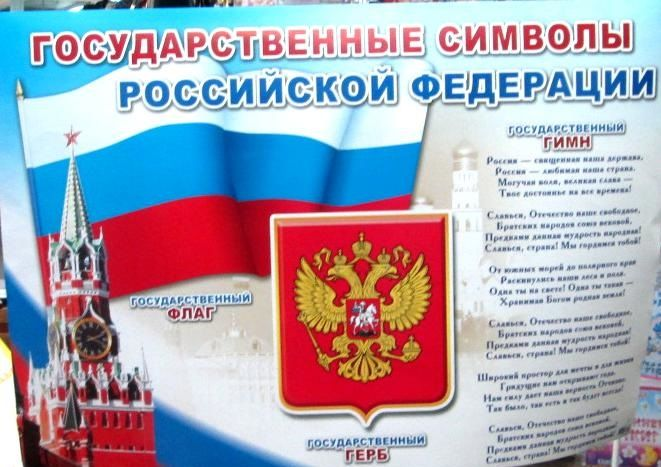 ГОСУДАРСТВЕННЫЕ СИМВОЛЫ
РОССИЙСКОЙ ФЕДЕРАЦИИ
ГОСУДАРСТВЕННЫЙ
ФЛАГ
ГОСУДАРСТВЕННЫЙ
ГЕРБ
ГОСУДАРСТВЕННЫЙ
ГИМН
Россия — священная наша держава,
Россия — любимая наша страна.
Могучая воля, великая слава —
Твое достоянье на все времена!
Славься, Отечество наше свободное,
Братских народов союз вековой,
Предками данная мудрость народная!
Славься, страна! Мы гордимся тобой!
От южных морей до полярного края
Раскинулись наши леса и поля.
Одна ты на свете! Одна ты такая —
Хранимая Богом родная земля!
Славься, Отечество наше свободное,
Братских народов союз вековой,
Предками данная мудрость народная!
Славься, страна! Мы гордимся тобой!
Широкий простор для мечты и для жизни
Грядущие нам открывают года.
Нам силу дает наша верность Отчизне.
Так было, так есть и так будет всегда!
Славься, Отечество наше свободное,
Братских народов союз вековой,
Предками данная мудрость народная!
Славься, страна! Мы гордимся тобой!